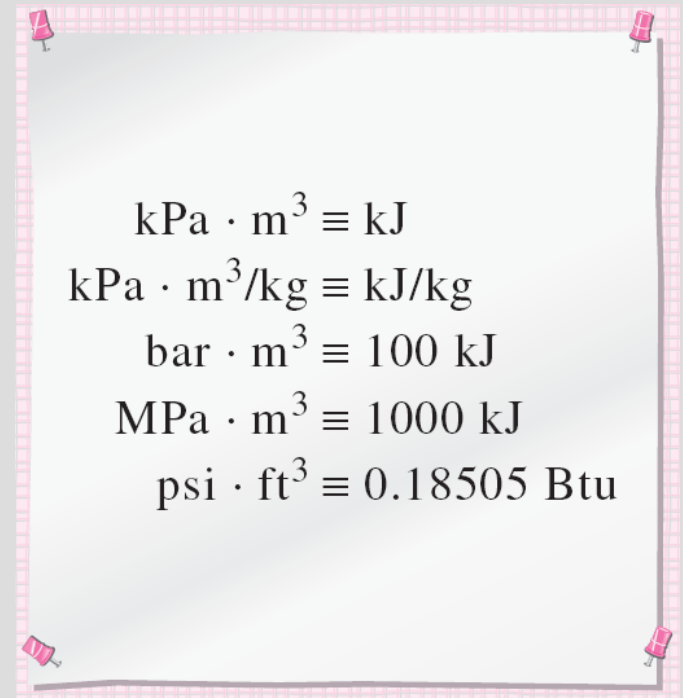 kPa · m³ ≡ kJ
kPa · m³/kg ≡ kJ/kg
bar · m³ ≡ 100 kJ
MPa · m³ ≡ 1000 kJ
psi · ft³ ≡ 0.18505 Btu